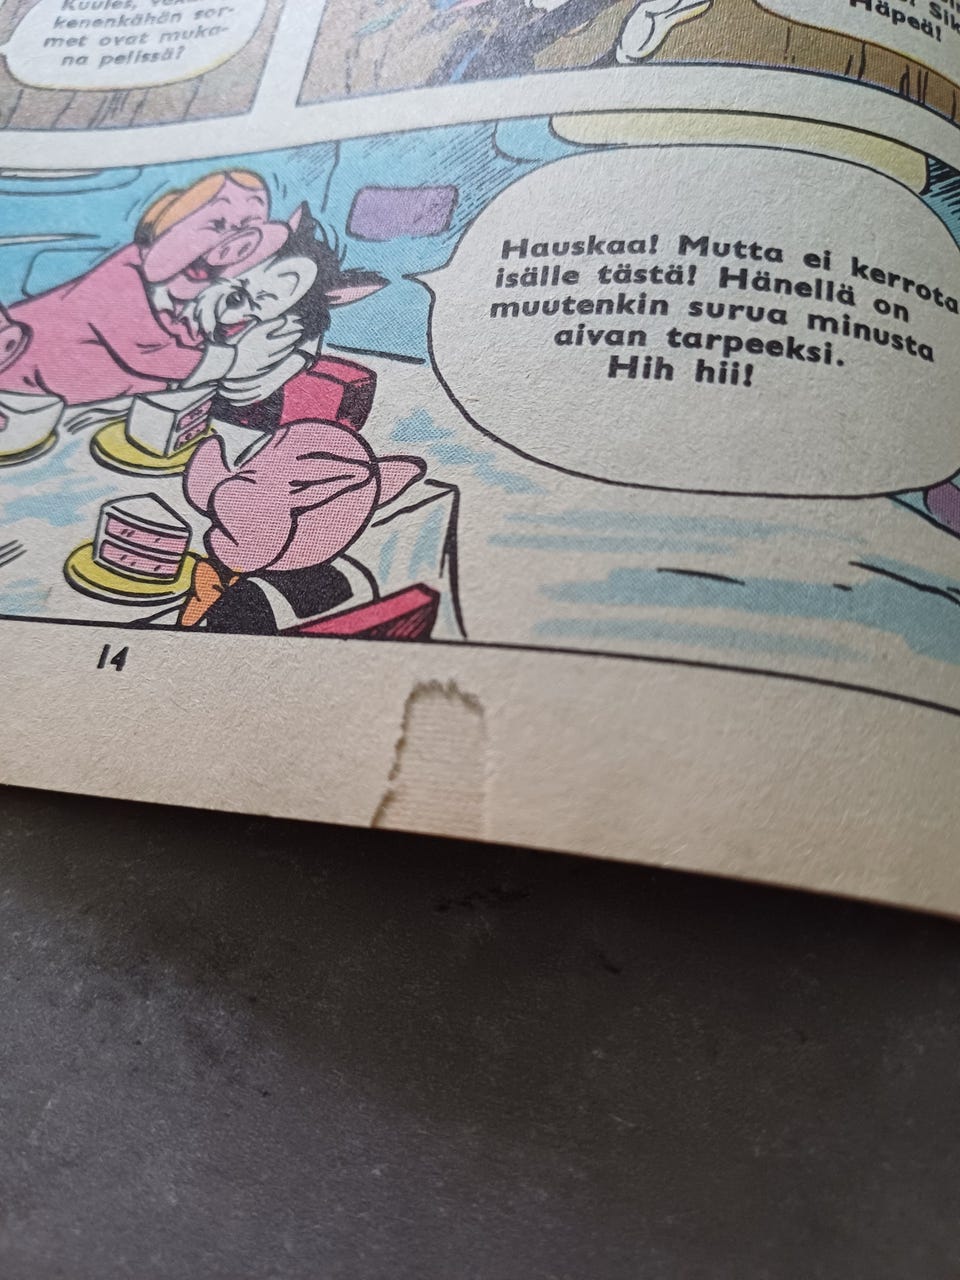 Kuules,
kenenkähän sor-
met ovat muka-
na pelissä?
Häpeä!
Hauskaa! Mutta ei kerrota
isälle tästä! Hänellä on
muutenkin surua minusta
aivan tarpeeksi.
Hih hii!
14